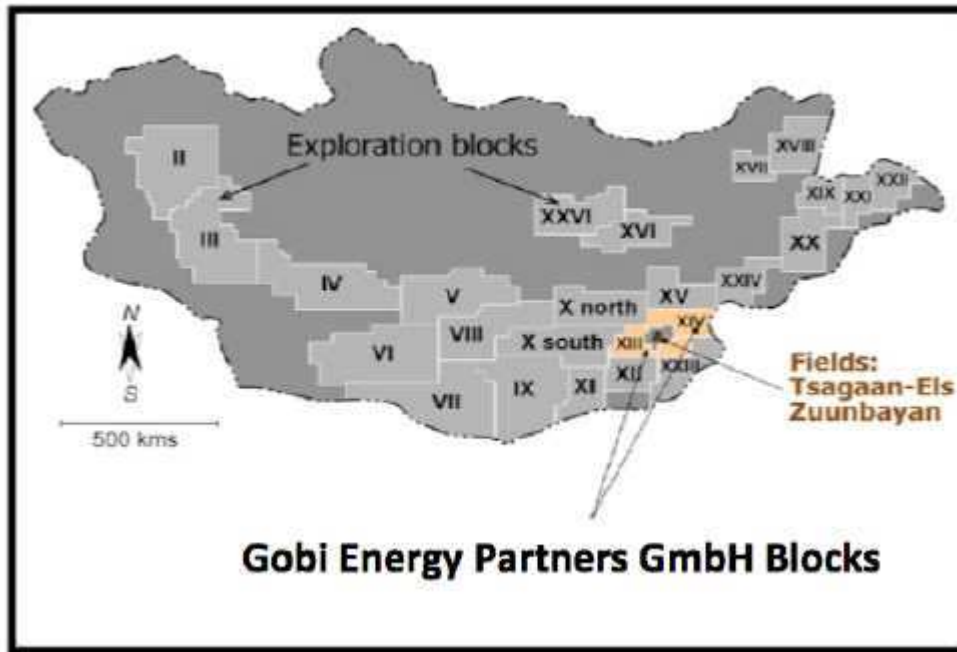 Exploration blocks
II
XVIII
XVII
XXII
XIX
XXI
XXVI
XVI
III
XX
IV
XXIV
V
X north
XV
XIV
VIII
X south
XIII
VI
XII
XXIII
IX
XII
VII
N
S
500 kms
Fields:
Tsagaan-Els
Zuunbayan
Gobi Energy Partners GmbH Blocks